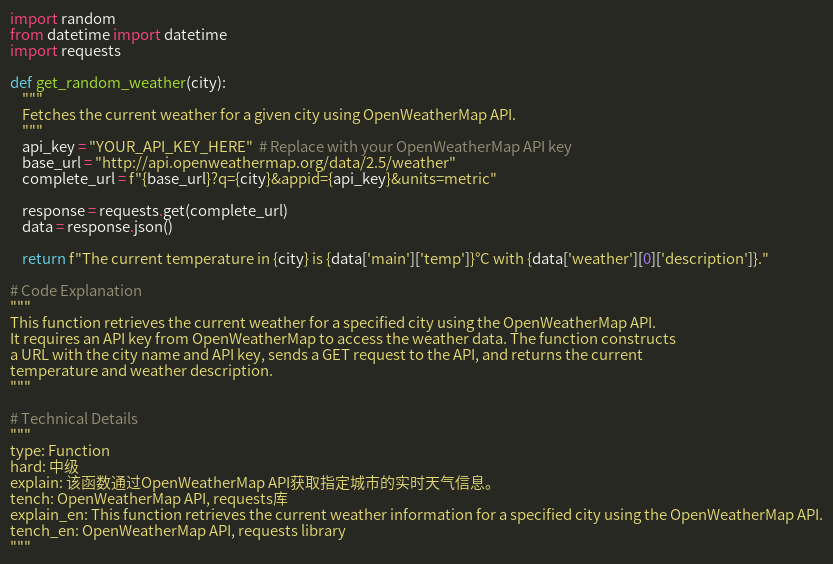 import random
from datetime import datetime
import requests

def get_random_weather(city):
    """
    Fetches the current weather for a given city using OpenWeatherMap API.
    """
    api_key = "YOUR_API_KEY_HERE"  # Replace with your OpenWeatherMap API key
    base_url = "http://api.openweathermap.org/data/2.5/weather"
    complete_url = f"{base_url}?q={city}&appid={api_key}&units=metric"

    response = requests.get(complete_url)
    data = response.json()

    return f"The current temperature in {city} is {data['main']['temp']}°C with {data['weather'][0]['description']}."

# Code Explanation
"""
This function retrieves the current weather for a specified city using the OpenWeatherMap API.
It requires an API key from OpenWeatherMap to access the weather data. The function constructs
a URL with the city name and API key, sends a GET request to the API, and returns the current
temperature and weather description.
"""

# Technical Details
"""
type: Function
hard: 中级
explain: 该函数通过OpenWeatherMap API获取指定城市的实时天气信息。
tench: OpenWeatherMap API, requests库
explain_en: This function retrieves the current weather information for a specified city using the OpenWeatherMap API.
tench_en: OpenWeatherMap API, requests library
"""